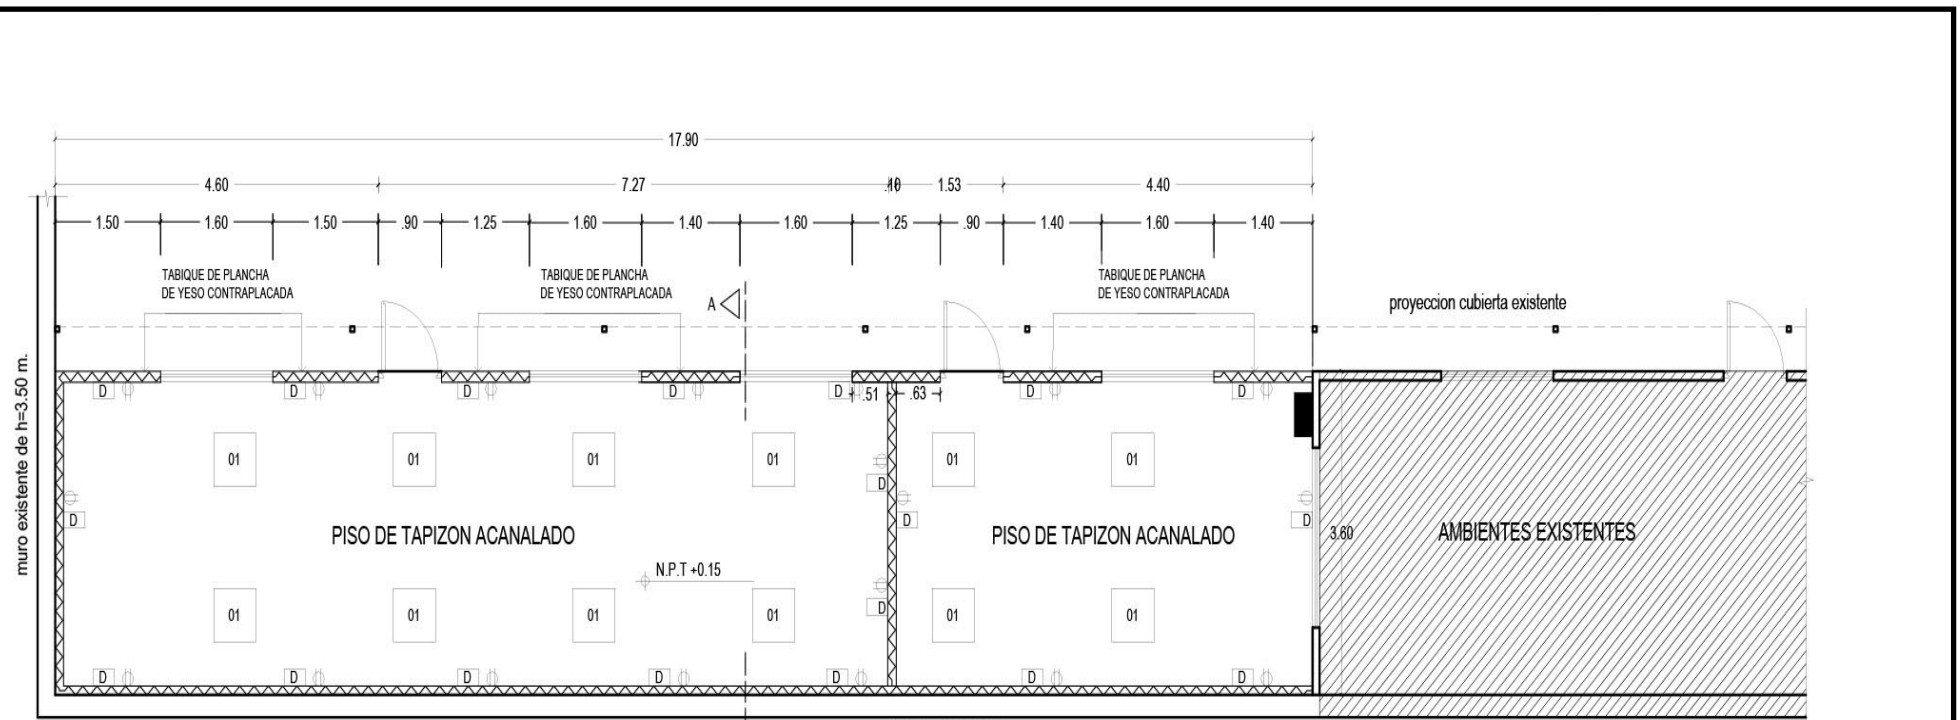 17.90
4.60 7.27 .10 1.53 4.40
1.50 1.60 1.50 .90 1.25 1.60 1.40 1.60 1.25 .90 1.40 1.60 1.40
TABIQUE DE PLANCHA
DE YESO CONTRAPLACADA
TABIQUE DE PLANCHA
DE YESO CONTRAPLACADA
TABIQUE DE PLANCHA
DE YESO CONTRAPLACADA
A
proyeccion cubierta existente
muro existente de h=3.50 m.
D D D D D .51 .63 D D
01 01 01 01 01 01
D
D D D
PISO DE TAPIZON ACANALADO
PISO DE TAPIZON ACANALADO
3.60
AMBIENTES EXISTENTES
N.P.T +0.15
D
01 01 01 01 01 01
D D D D D D D